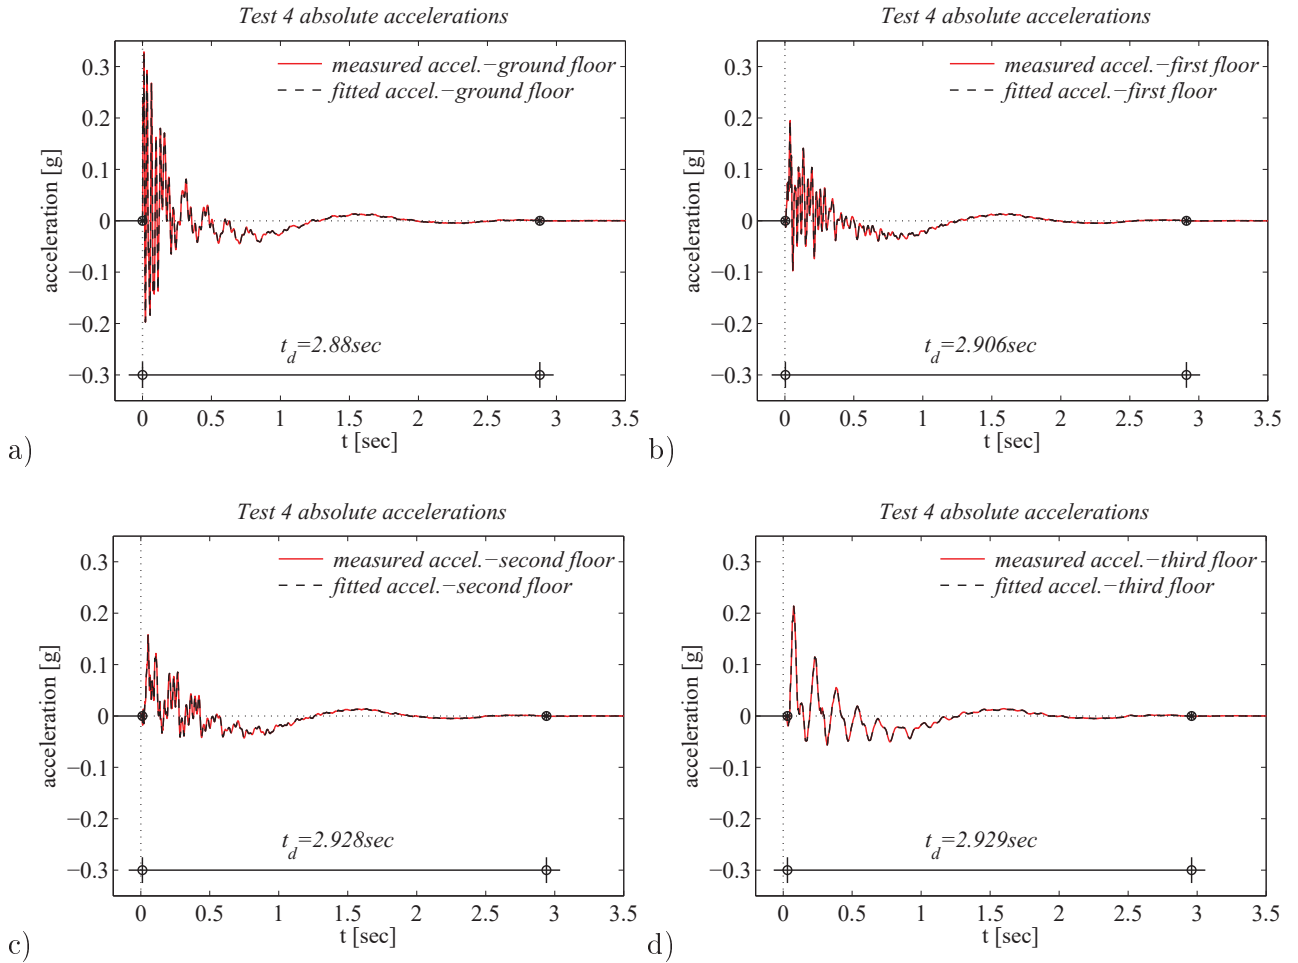 Test 4 absolute accelerations
measured accel.−ground floor
fitted accel.−ground floor
acceleration [g]
0.3
0.2
0.1
0
−0.1
−0.2
−0.3
t_d=2.88sec
0 0.5 1 1.5 2 2.5 3 3.5
t [sec]
a)
Test 4 absolute accelerations
measured accel.−first floor
fitted accel.−first floor
acceleration [g]
0.3
0.2
0.1
0
−0.1
−0.2
−0.3
t_d=2.906sec
0 0.5 1 1.5 2 2.5 3 3.5
t [sec]
b)
Test 4 absolute accelerations
measured accel.−second floor
fitted accel.−second floor
acceleration [g]
0.3
0.2
0.1
0
−0.1
−0.2
−0.3
t_d=2.928sec
0 0.5 1 1.5 2 2.5 3 3.5
t [sec]
c)
Test 4 absolute accelerations
measured accel.−third floor
fitted accel.−third floor
acceleration [g]
0.3
0.2
0.1
0
−0.1
−0.2
−0.3
t_d=2.929sec
0 0.5 1 1.5 2 2.5 3 3.5
t [sec]
d)